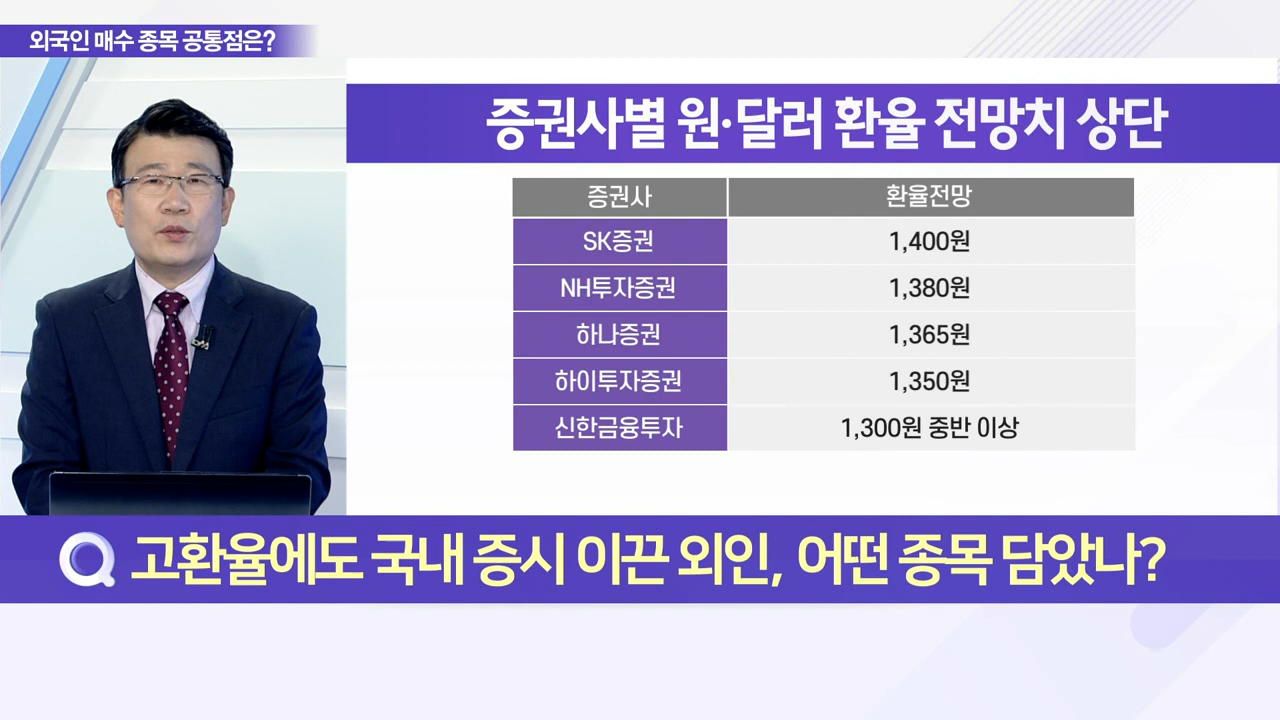 외국인 매수 종목 공통점은?
증권사별 원·달러 환율 전망치 상단
증권사 환율전망
SK증권 1,400원
NH투자증권 1,380원
하나증권 1,365원
하이투자증권 1,350원
신한금융투자 1,300원 중반 이상
Q 고환율에도 국내 증시 이끈 외인, 어떤 종목 담았나?